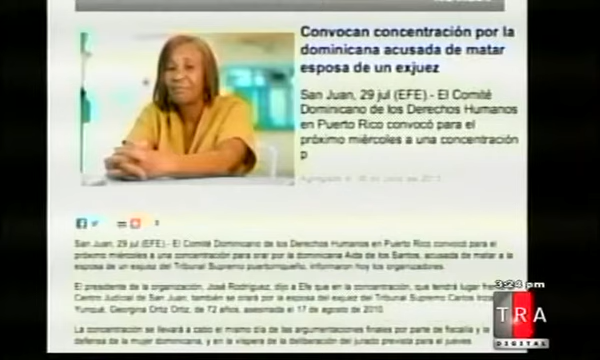 Convocan concentración por la
dominicana acusada de matar
esposa de un exjuez
San Juan, 29 jul (EFE).- El Comité
Dominicano de los Derechos Humanos
en Puerto Rico convocó para el
próximo miércoles a una concentración
p
San Juan, 29 jul (EFE).- El Comité Dominicano de los Derechos Humanos en Puerto Rico convocó para el
próximo miércoles a una concentración para orar por la dominicana Aida de los Santos, acusada de matar a la
esposa de un exjuez del Tribunal Supremo puertorriqueño, informaron hoy los organizadores.
El presidente de la organización, José Rodríguez, dijo a Efe que en la concentración, que tendrá lugar
Centro Judicial de San Juan, también se orará por la esposa del exjuez del Tribunal Supremo Carlos
Yunqué, Georgina Ortiz Ortiz, de 72 años, asesinada el 17 de agosto de 2010.
La concentración se llevará a cabo el mismo día de las argumentaciones finales por parte de fiscalía y la
defensa de la mujer dominicana, y en la víspera de la deliberación del jurado prevista para el jueves
3:24 pm
TRA
DIGITAL